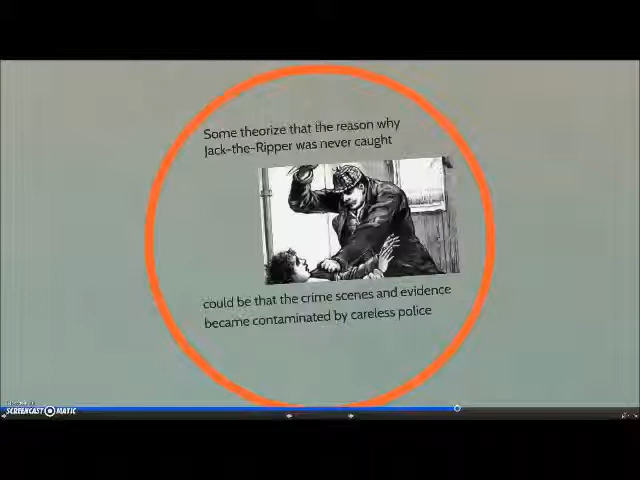 Some theorize that the reason why
Jack-the-Ripper was never caught
could be that the crime scenes and evidence
became contaminated by careless police
SCREENCAST MATIC